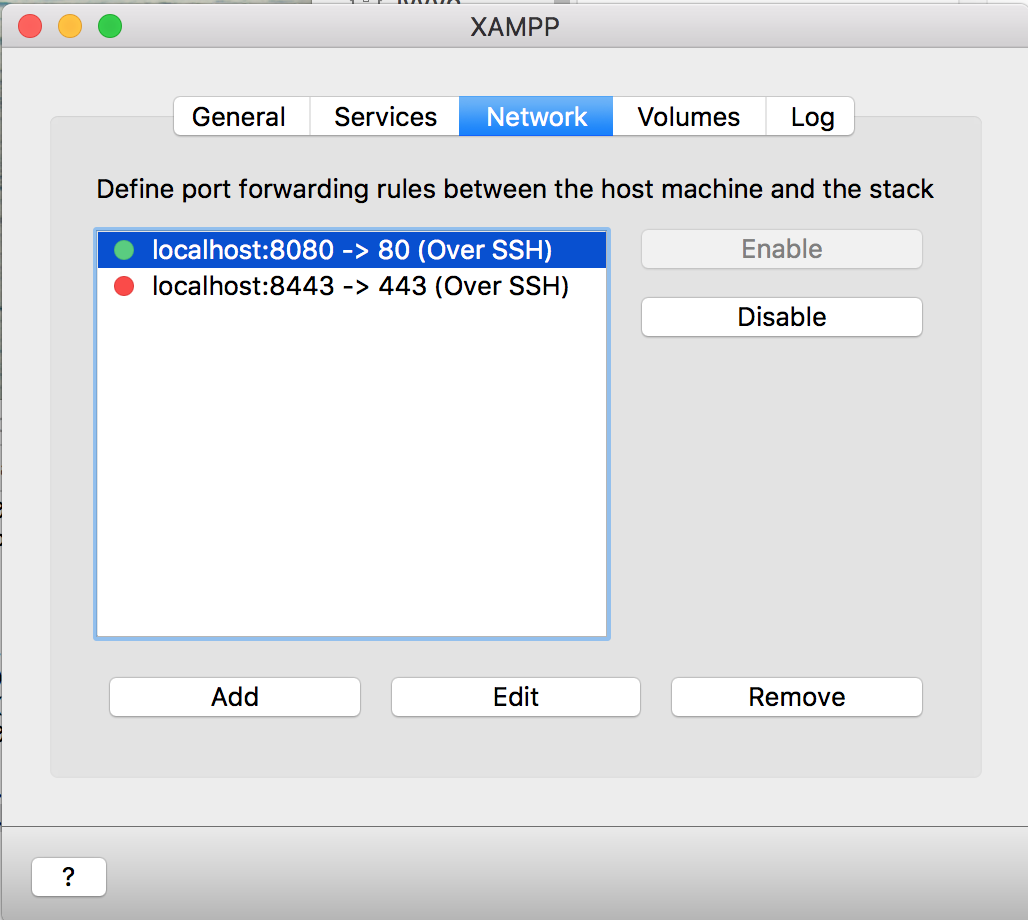 XAMPP
General Services Network Volumes Log
Define port forwarding rules between the host machine and the stack
localhost:8080 -> 80 (Over SSH)
localhost:8443 -> 443 (Over SSH)
Enable
Disable
Add Edit Remove
?